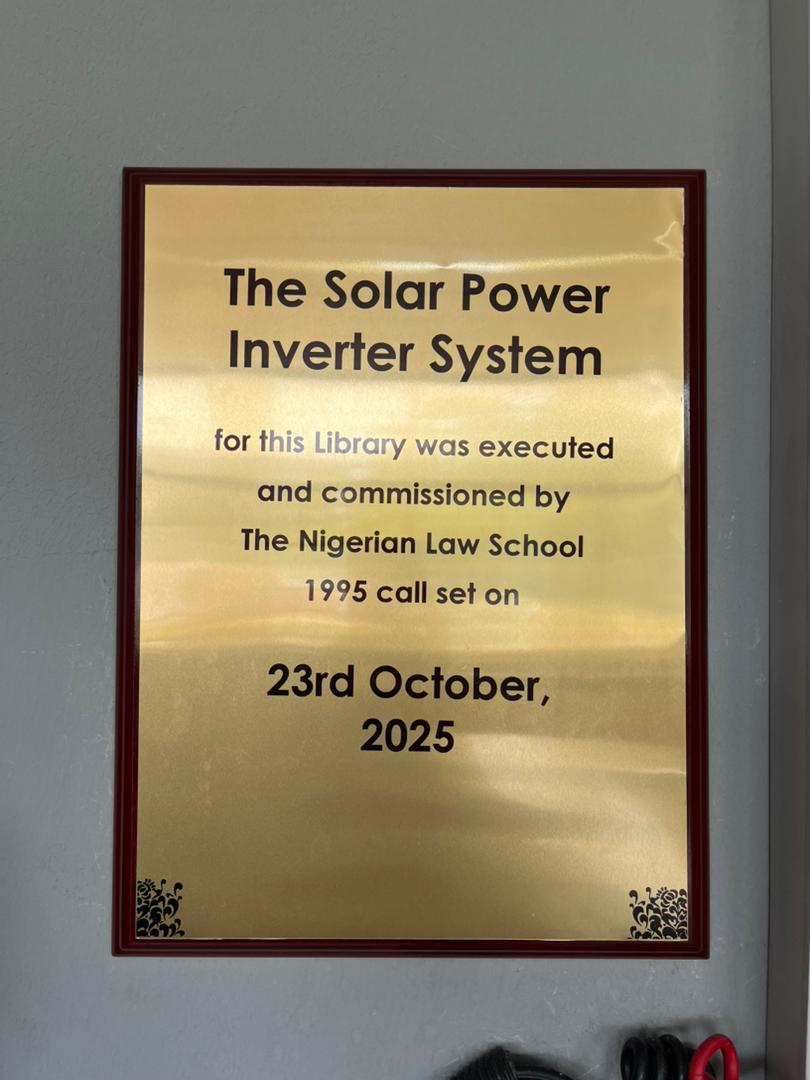 The Solar Power
Inverter System
for this Library was executed
and commissioned by
The Nigerian Law School
1995 call set on
23rd October,
2025